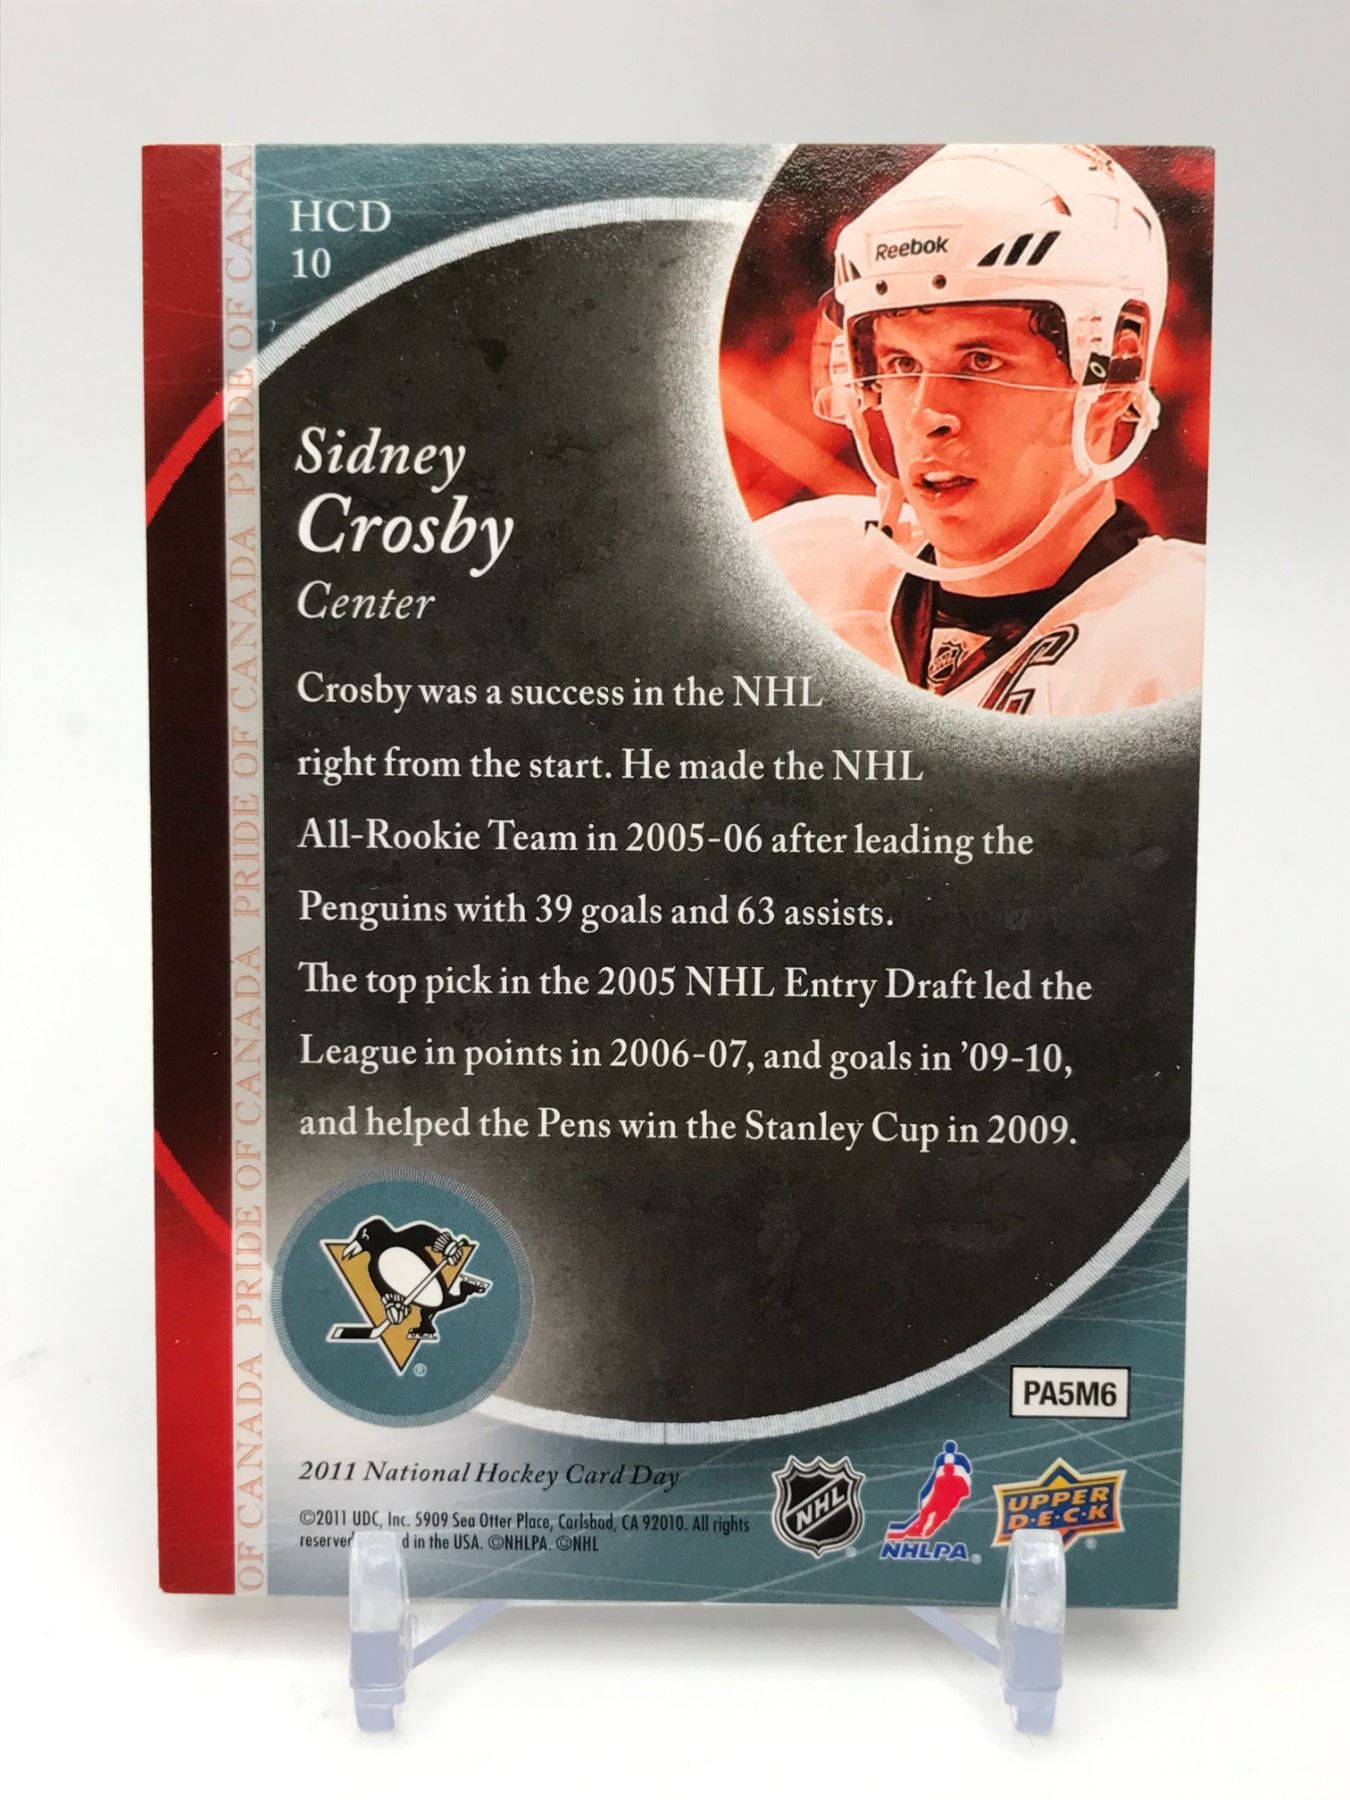 HCD
10
Reebok
Sidney
Crosby
Center
Crosby was a success in the NHL
right from the start. He made the NHL
All-Rookie Team in 2005-06 after leading the
Penguins with 39 goals and 63 assists.
The top pick in the 2005 NHL Entry Draft led the
League in points in 2006-07, and goals in ’09-10,
and helped the Pens win the Stanley Cup in 2009.
OF CANADA PRIDE OF CANADA PRIDE OF CANADA PRIDE OF CANA
PA5M6
2011 National Hockey Card Day
©2011 UDC, Inc. 5909 Sea Otter Place, Carlsbad, CA 92010. All rights
in the USA. ©NHLPA. ©NHL
NHL
NHLPA
UPPER
D·E·C·K